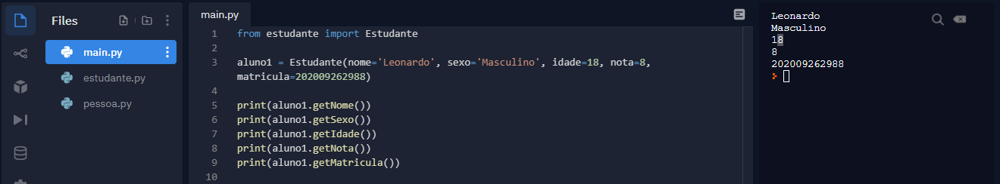 Files
main.py
estudante.py
pessoa.py
main.py
1 from estudante import Estudante
2
3 aluno1 = Estudante(nome='Leonardo', sexo='Masculino', idade=18, nota=8,
matricula=202009262988)
4
5 print(aluno1.getNome())
6 print(aluno1.getSexo())
7 print(aluno1.getIdade())
8 print(aluno1.getNota())
9 print(aluno1.getMatricula())
10
Leonardo
Masculino
18
8
202009262988